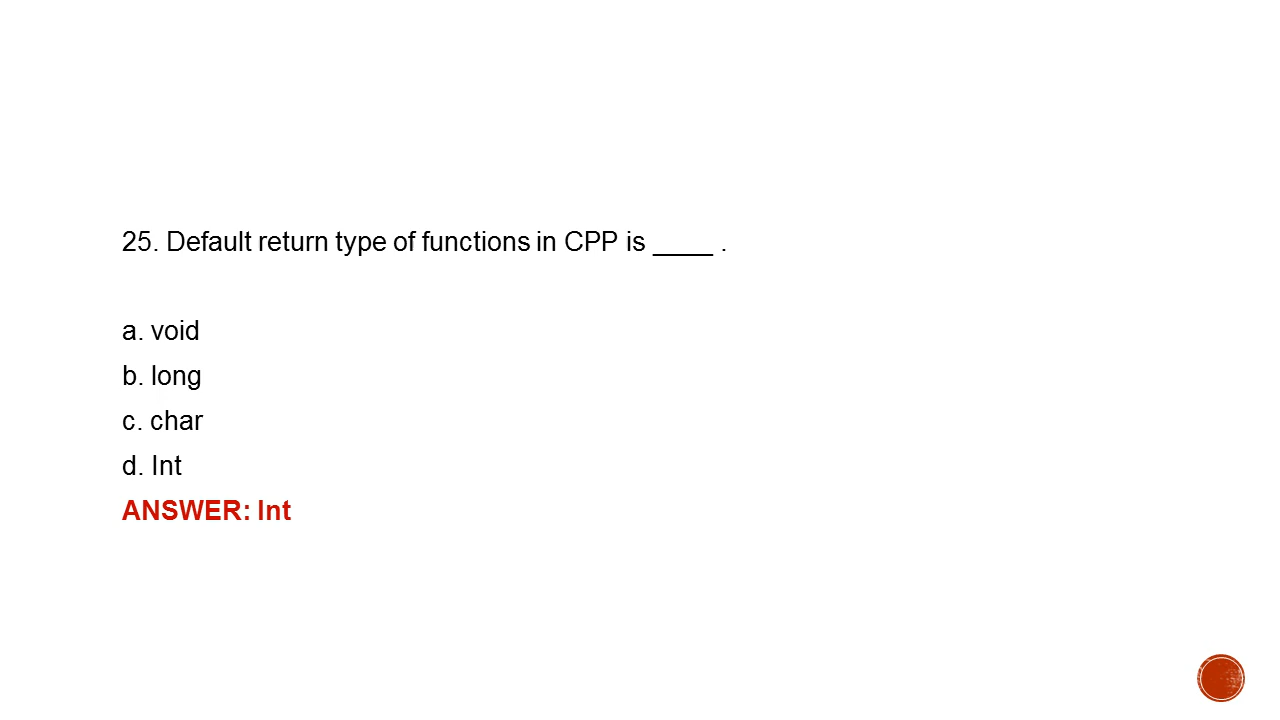 25. Default return type of functions in CPP is ____ .
a. void
b. long
c. char
d. Int
ANSWER: Int